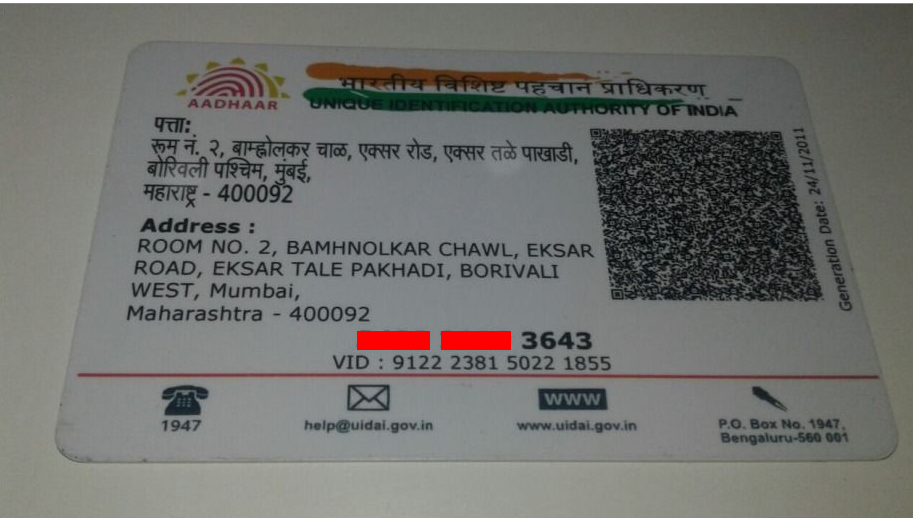 AADHAAR
भारतीय विशिष्ट पहचान प्राधिकरण
UNIQUE IDENTIFICATION AUTHORITY OF INDIA
पत्ता:
रूम नं. २, बाम्ह्नोलकर चाळ, एक्सर रोड, एक्सर तळे पाखाडी,
बोरिवली पश्चिम, मुंबई,
महाराष्ट्र - 400092
Address :
ROOM NO. 2, BAMHNOLKAR CHAWL, EKSAR
ROAD, EKSAR TALE PAKHADI, BORIVALI
WEST, Mumbai,
Maharashtra - 400092
Generation Date: 24/11/2011
3643
VID : 9122 2381 5022 1855
1947
help@uidai.gov.in
WWW
www.uidai.gov.in
P.O. Box No. 1947,
Bengaluru-560 001